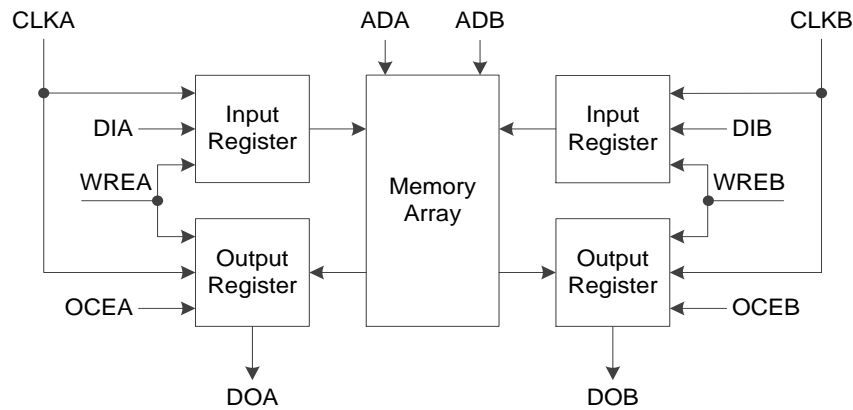 CLKA
ADA
ADB
CLKB
Input
Register
Input
Register
DIA
DIB
WREA
Memory
Array
WREB
Output
Register
Output
Register
OCEA
OCEB
DOA
DOB